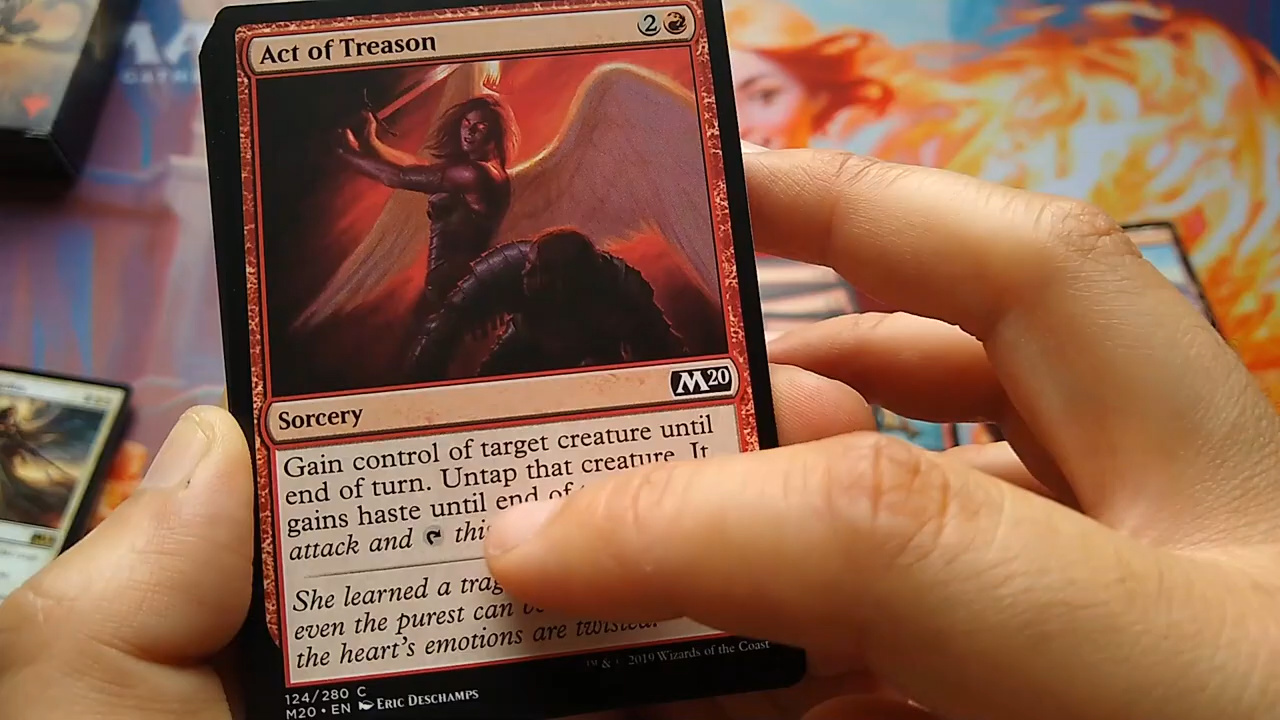 Act of Treason
2
Sorcery
M20
Gain control of target creature until
end of turn. Untap that creature. It
gains haste until end of
attack and this
She learned a
even the purest can
the heart's emotions are twisted.
™ & © 2019 Wizards of the Coast
124/280 C
M20 • EN Eric Deschamps